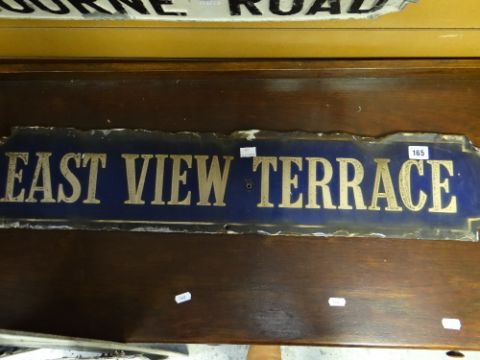 OURNE ROAD
EAST VIEW TERRACE
165